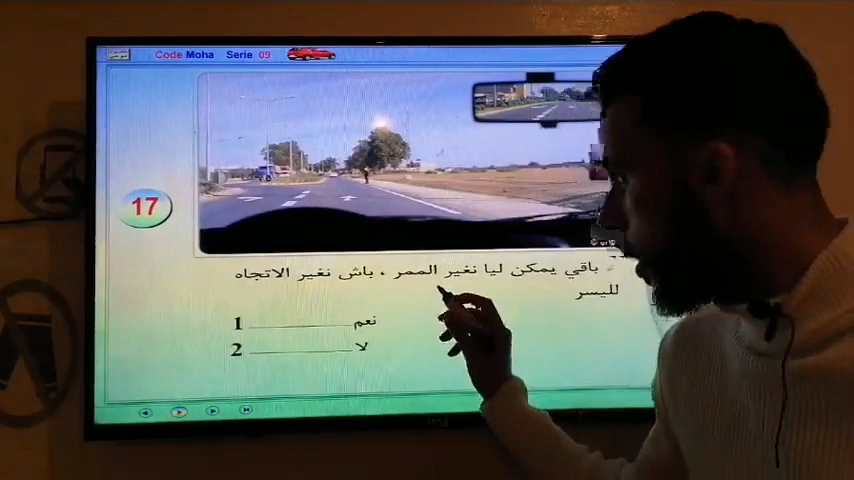 Code Moha Serie 09
17
باقي يمكن ليا نغير الممر ، باش نغير الاتجاه
لليسر
نعم 1
لا 2